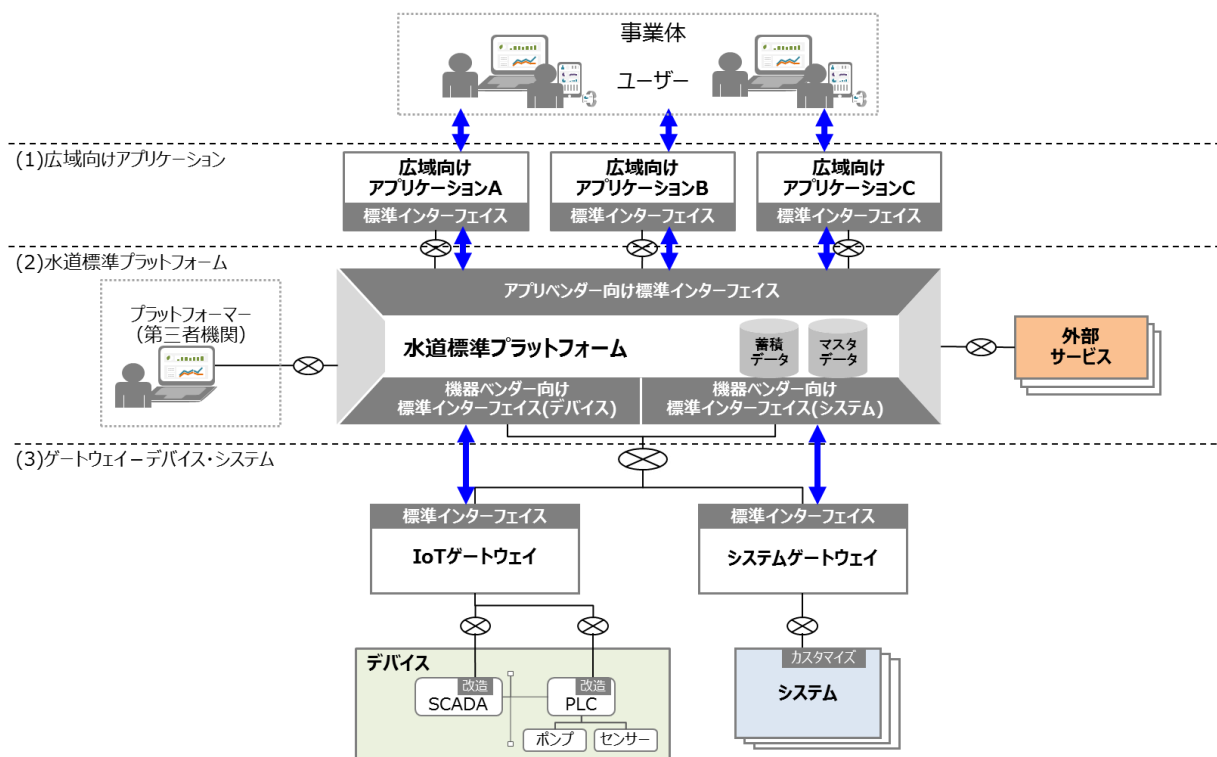 事業体
ユーザー
(1)広域向けアプリケーション
広域向け
アプリケーションA
標準インターフェイス
広域向け
アプリケーションB
標準インターフェイス
広域向け
アプリケーションC
標準インターフェイス
(2)水道標準プラットフォーム
プラットフォーマー
(第三者機関)
アプリベンダー向け標準インターフェイス
水道標準プラットフォーム
蓄積
データ
マスタ
データ
機器ベンダー向け
標準インターフェイス(デバイス)
機器ベンダー向け
標準インターフェイス(システム)
外部
サービス
(3)ゲートウェイーデバイス・システム
標準インターフェイス
IoTゲートウェイ
標準インターフェイス
システムゲートウェイ
デバイス
改造
SCADA
改造
PLC
ポンプ
センサー
カスタマイズ
システム